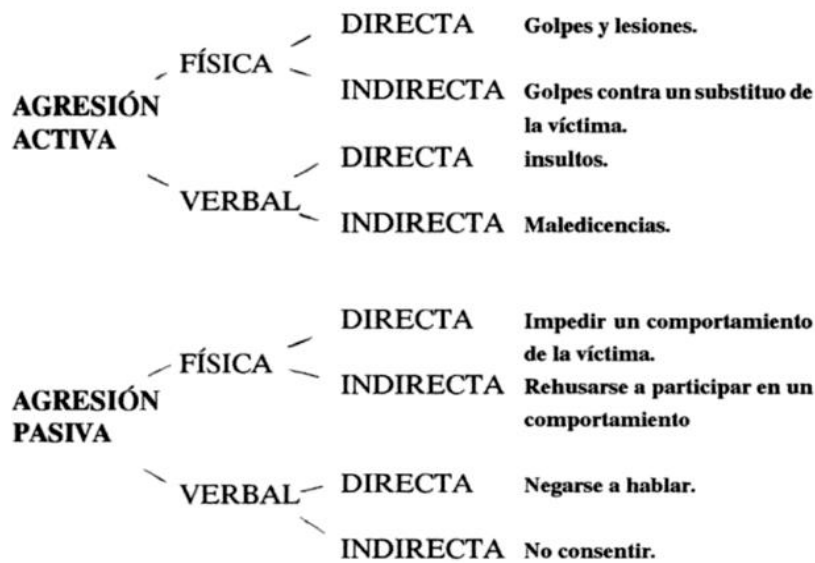 DIRECTA Golpes y lesiones.
FÍSICA
INDIRECTA Golpes contra un substituo de
AGRESIÓN
la víctima.
ACTIVA
DIRECTA insultos.
VERBAL
INDIRECTA Maledicencias.
DIRECTA Impedir un comportamiento
de la víctima.
FÍSICA
INDIRECTA Rehusarse a participar en un
AGRESIÓN
comportamiento
PASIVA
DIRECTA Negarse a hablar.
VERBAL
INDIRECTA No consentir.